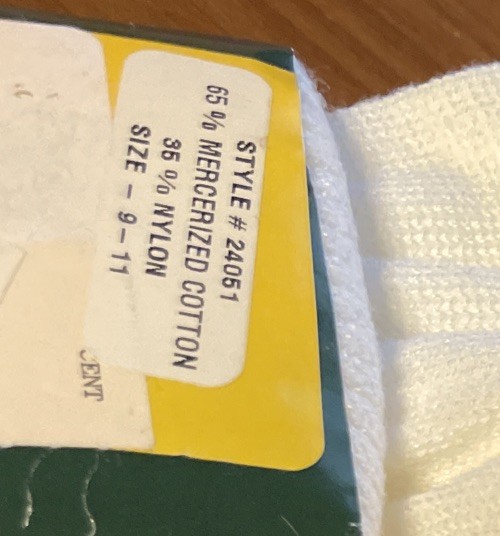 STYLE # 24051
65 % MERCERIZED COTTON
35 % NYLON
SIZE - 9-11
CENT